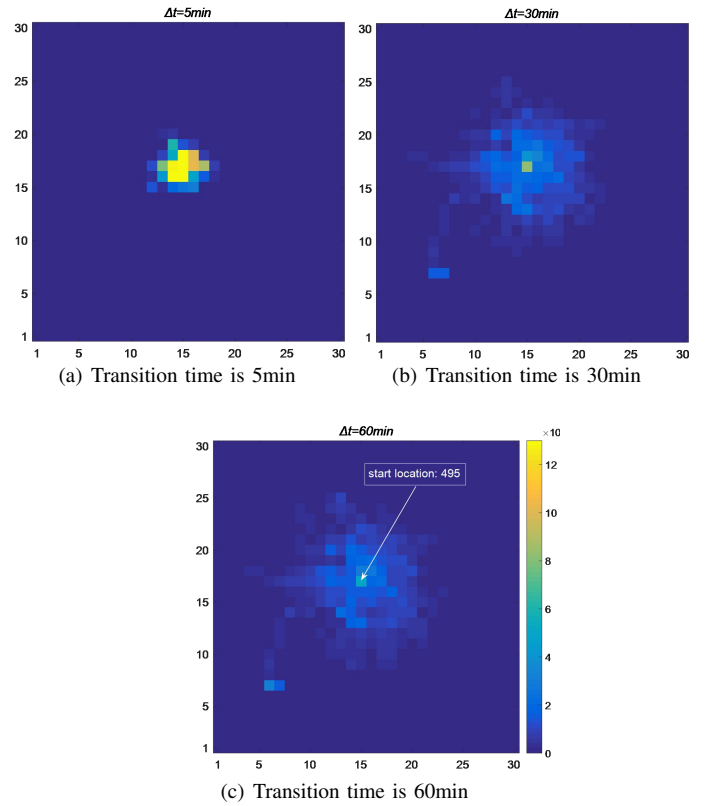 Δt=5min
30
25
20
15
10
5
1
1 5 10 15 20 25 30
(a) Transition time is 5min
Δt=30min
30
25
20
15
10
5
1
1 5 10 15 20 25 30
(b) Transition time is 30min
Δt=60min
30
25
20
15
10
5
1
1 5 10 15 20 25 30
start location: 495
×10
12
10
8
6
4
2
0
(c) Transition time is 60min